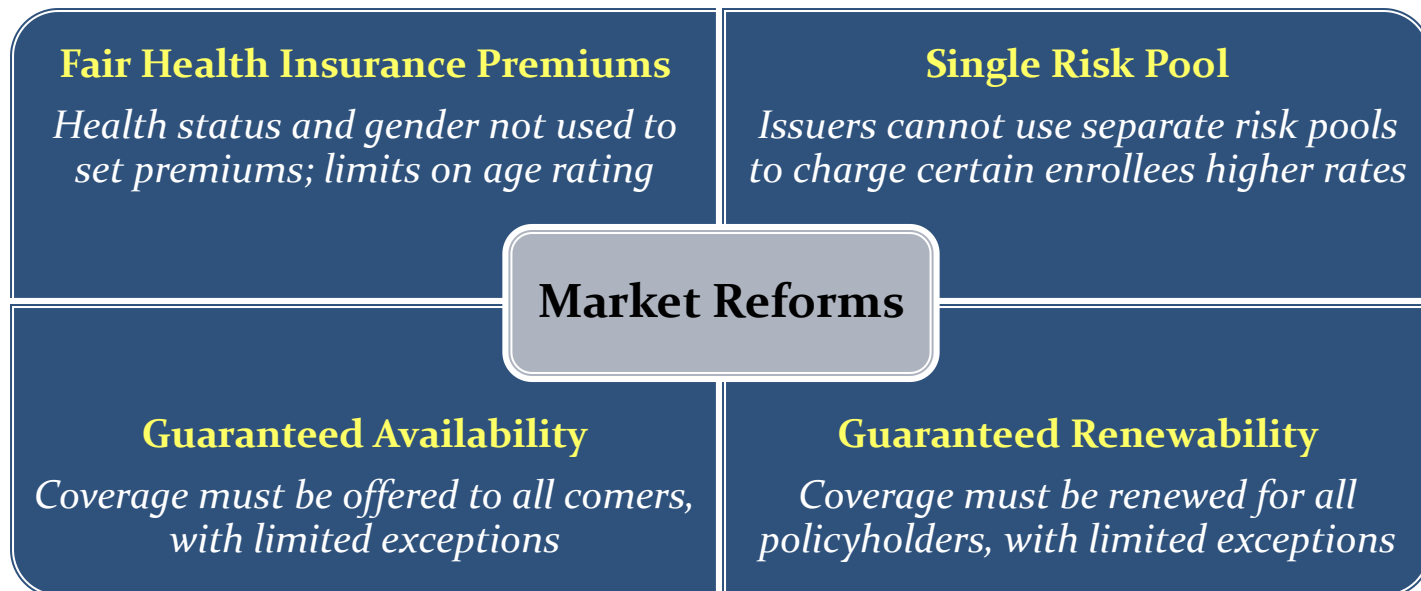 Fair Health Insurance Premiums
Health status and gender not used to
set premiums; limits on age rating
Single Risk Pool
Issuers cannot use separate risk pools
to charge certain enrollees higher rates
Market Reforms
Guaranteed Availability
Coverage must be offered to all comers,
with limited exceptions
Guaranteed Renewability
Coverage must be renewed for all
policyholders, with limited exceptions